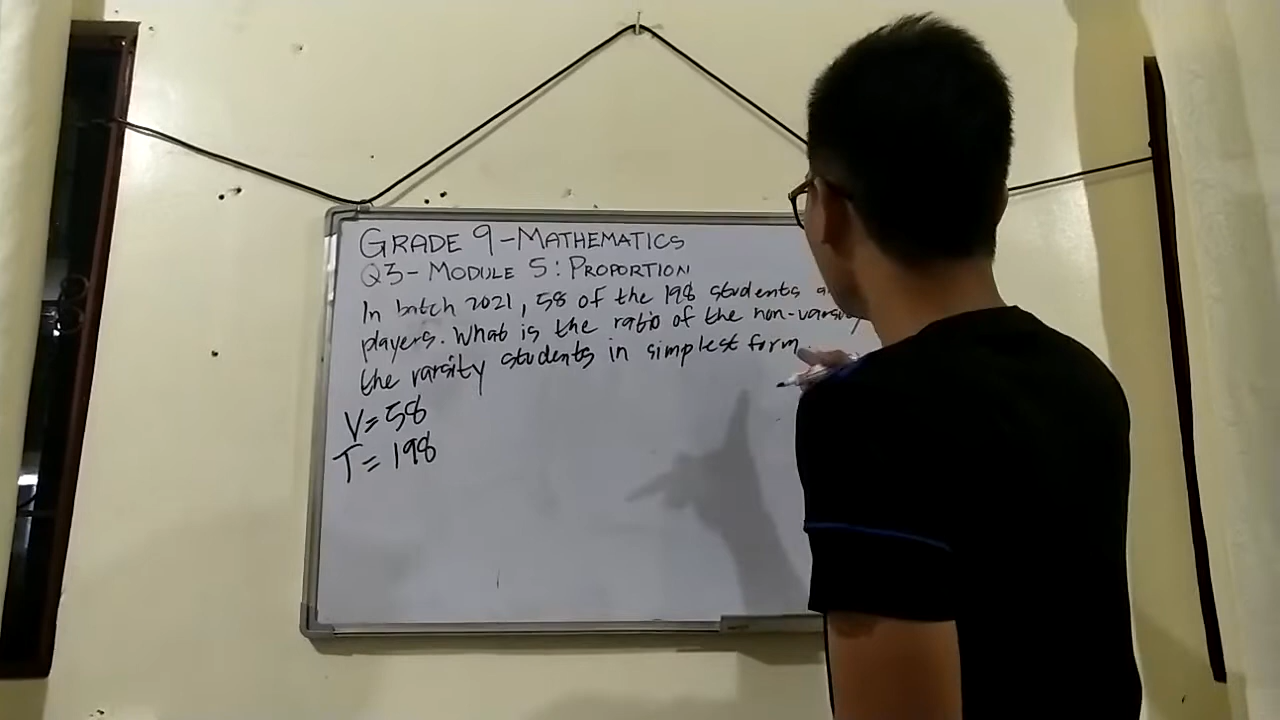 GRADE 9-MATHEMATICS
Q3-MODULE 5: PROPORTION
In batch 2021, 58 of the 198 students
players. What is the ratio of the non-varsity
the varsity students in simplest form.
V=58
T=198